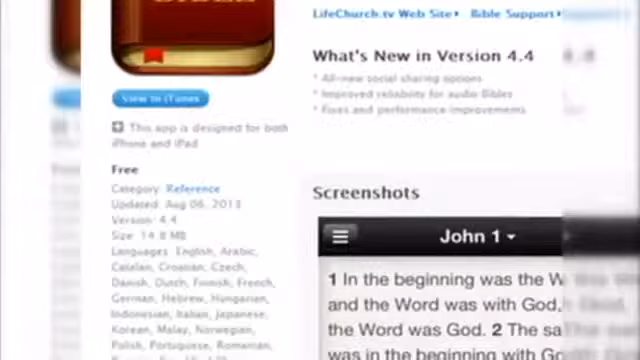 BIBLE
View In iTunes
This app is designed for both
iPhone and iPad
Free
Category: Reference
Updated: Aug 06, 2013
Version: 4.4
Size: 14.8 MB
Languages: English, Arabic,
Catalan, Croatian, Czech,
Danish, Dutch, Finnish, French,
German, Hebrew, Hungarian,
Indonesian, Italian, Japanese,
Korean, Malay, Norwegian,
Polish, Portuguese, Romanian,
LifeChurch.tv Web Site
Bible Support
What's New in Version 4.4
* All-new social sharing options
* Improved reliability for audio Bibles
* Fixes and performance improvements
Screenshots
John 1
1 In the beginning was the W
and the Word was with God,
the Word was God. 2 The sa
was in the beginning with Go